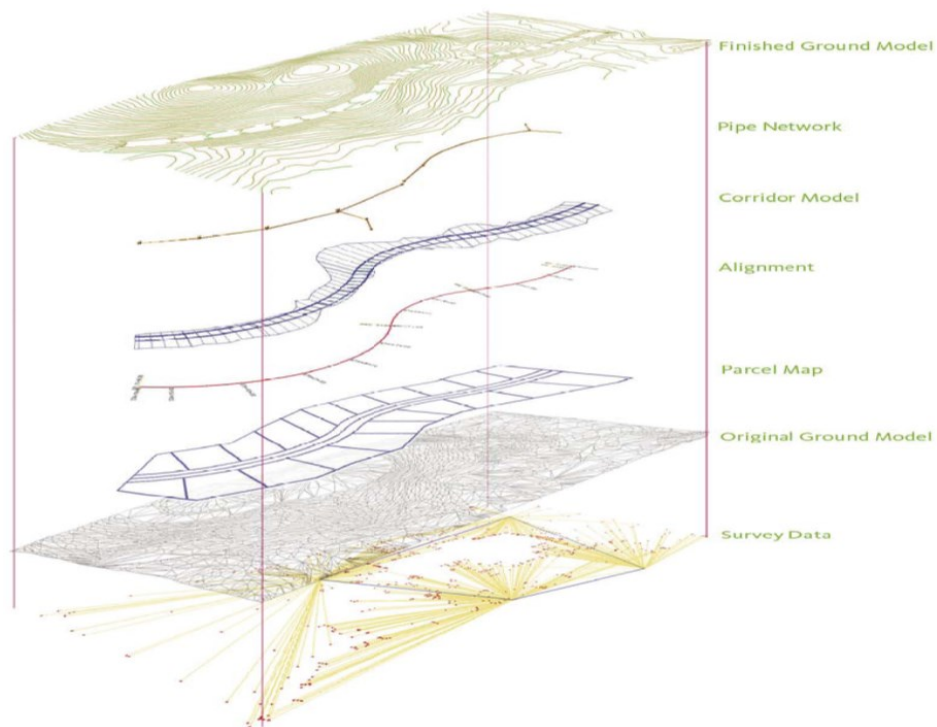 Finished Ground Model
Pipe Network
Corridor Model
Alignment
Parcel Map
Original Ground Model
Survey Data